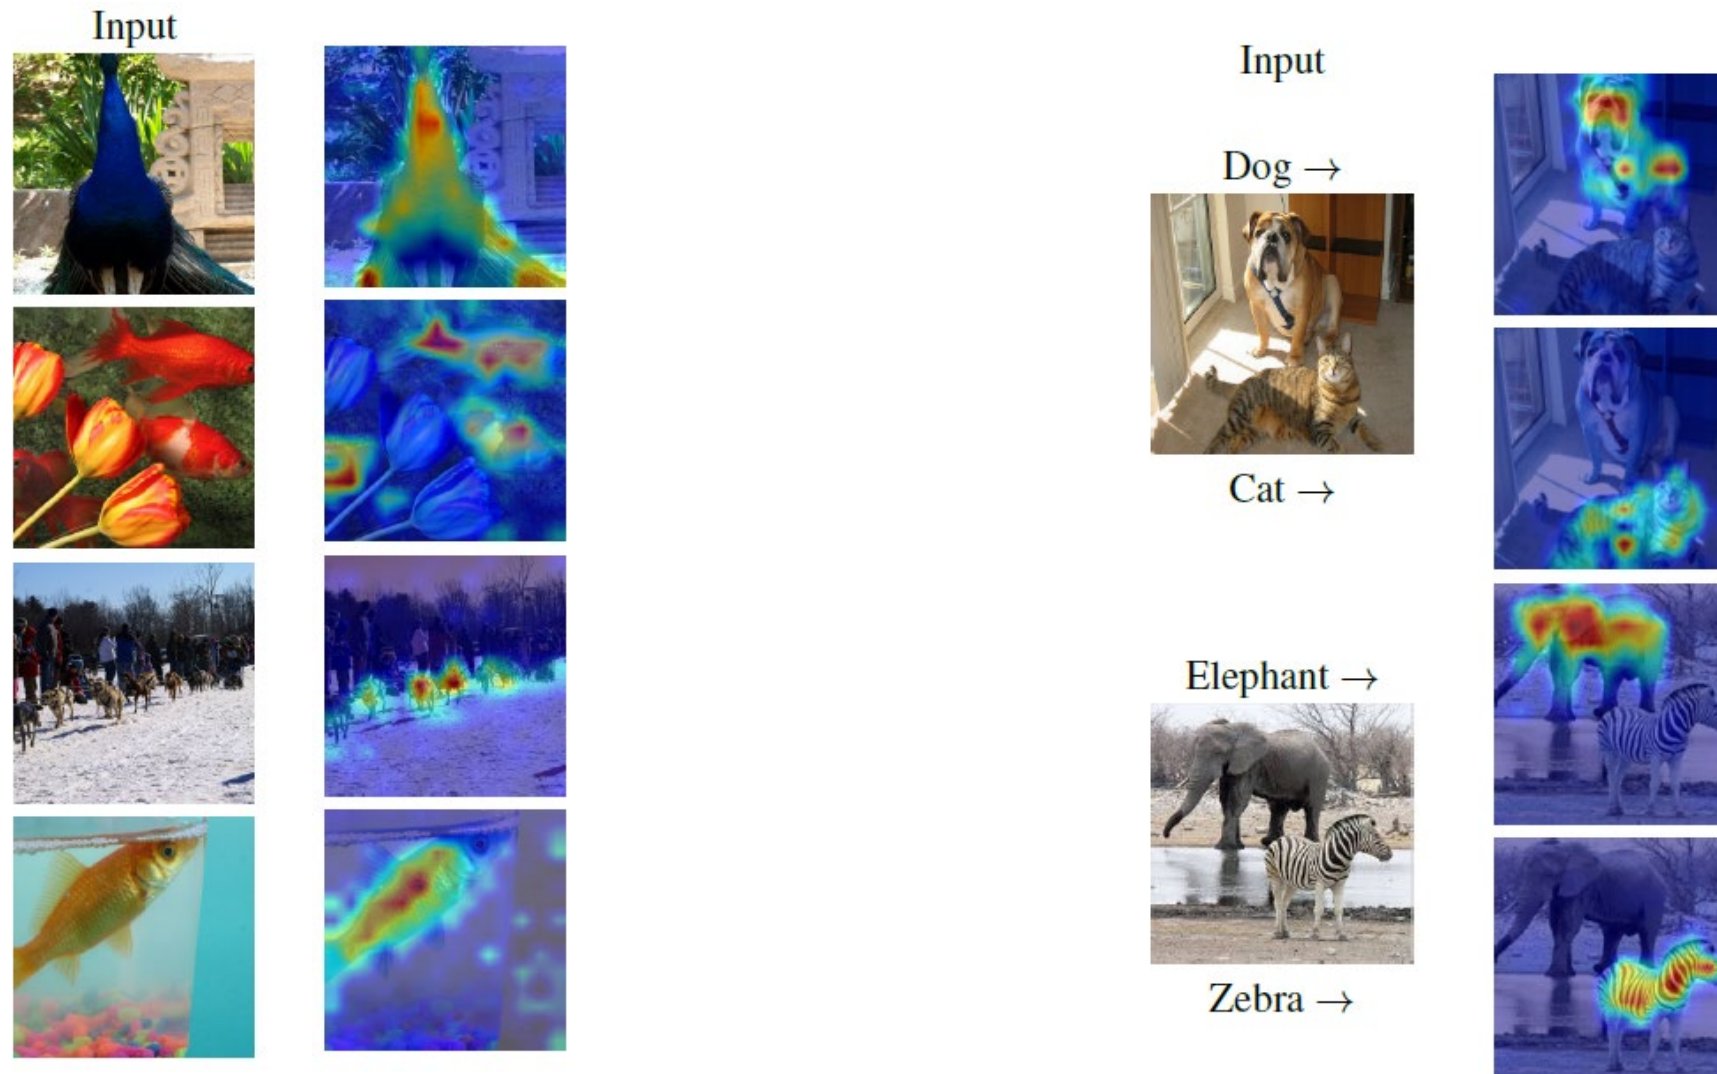 Input
Input
Dog →
Cat →
Elephant →
Zebra →